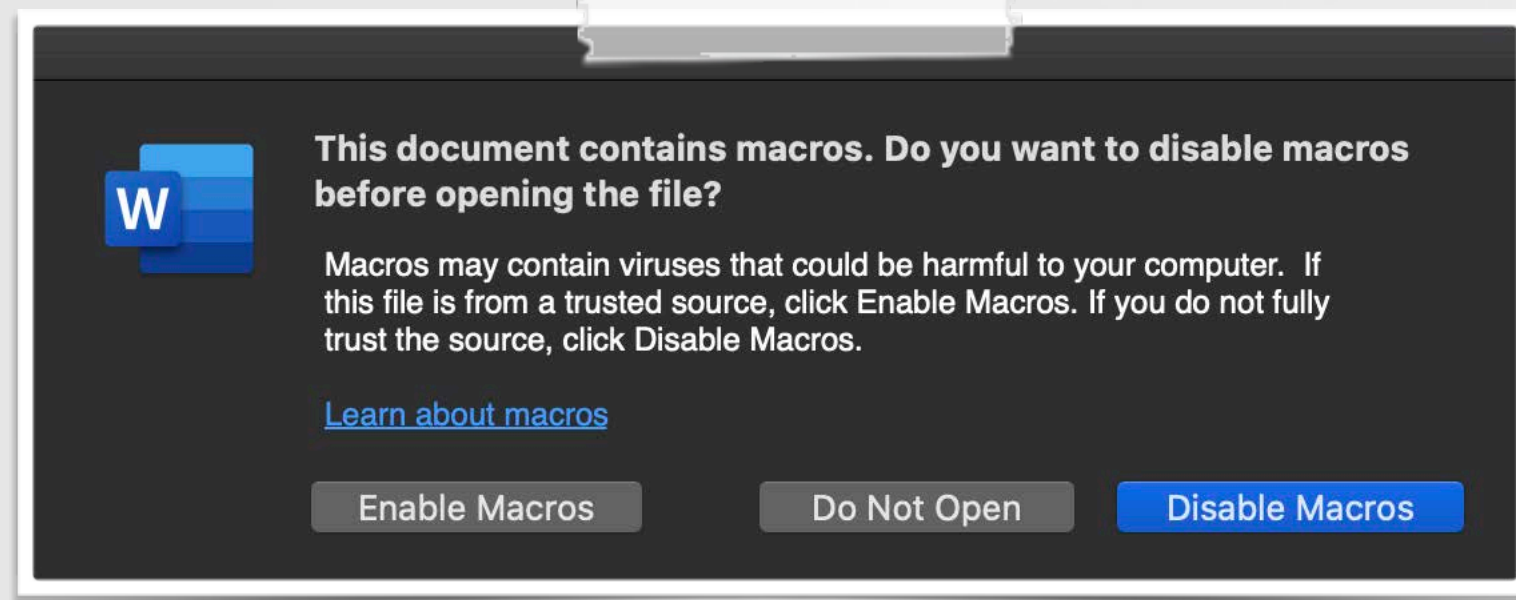 This document contains macros. Do you want to disable macros
before opening the file?
W
Macros may contain viruses that could be harmful to your computer. If
this file is from a trusted source, click Enable Macros. If you do not fully
trust the source, click Disable Macros.
Learn about macros
Enable Macros Do Not Open Disable Macros